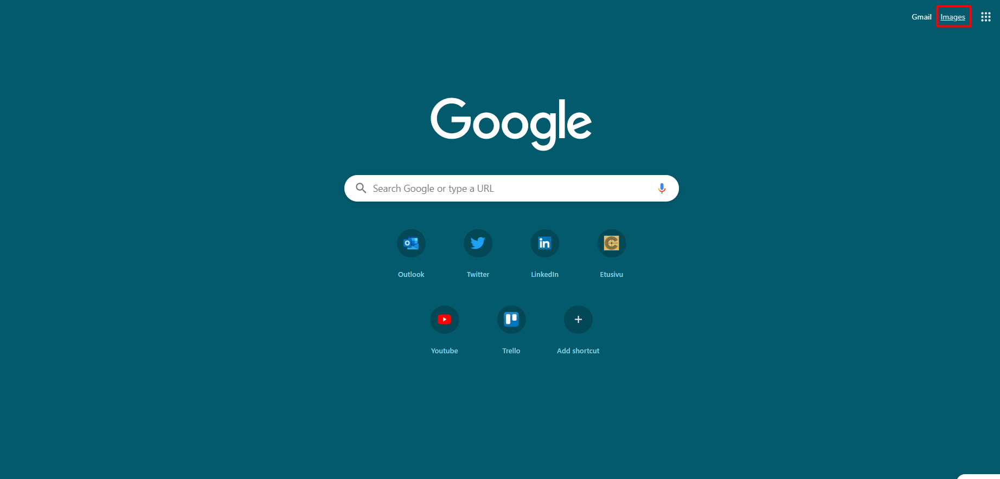 Gmail Images
Google
Search Google or type a URL
Outlook Twitter LinkedIn Etusivu
Youtube Trello Add shortcut